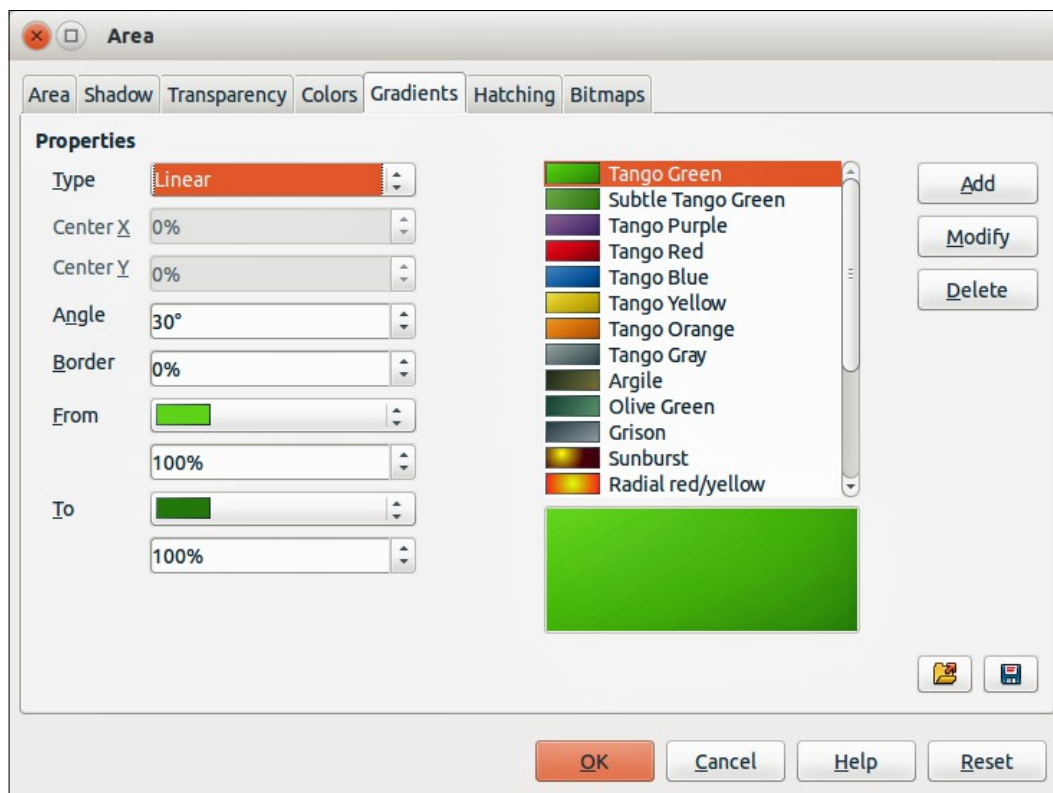 Area
Area Shadow Transparency Colors Gradients Hatching Bitmaps
Properties
Type Linear
Center X 0%
Center Y 0%
Angle 30°
Border 0%
From
100%
To
100%
Tango Green
Subtle Tango Green
Tango Purple
Tango Red
Tango Blue
Tango Yellow
Tango Orange
Tango Gray
Argile
Olive Green
Grison
Sunburst
Radial red/yellow
Add
Modify
Delete
OK Cancel Help Reset